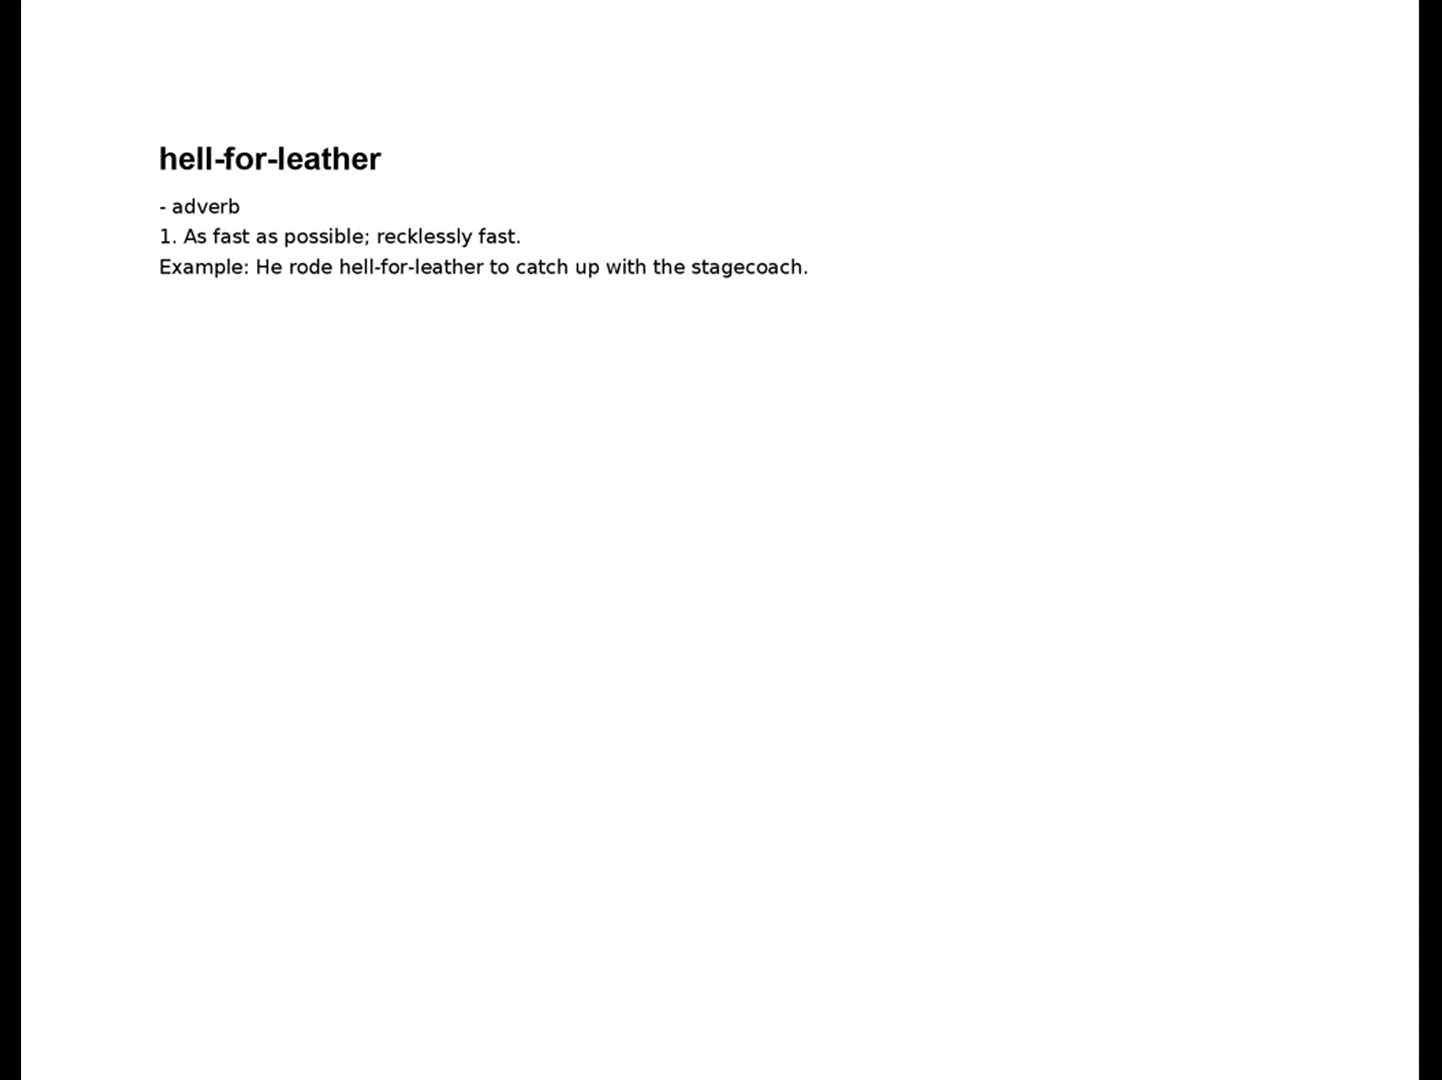 hell-for-leather
- adverb
1. As fast as possible; recklessly fast.
Example: He rode hell-for-leather to catch up with the stagecoach.